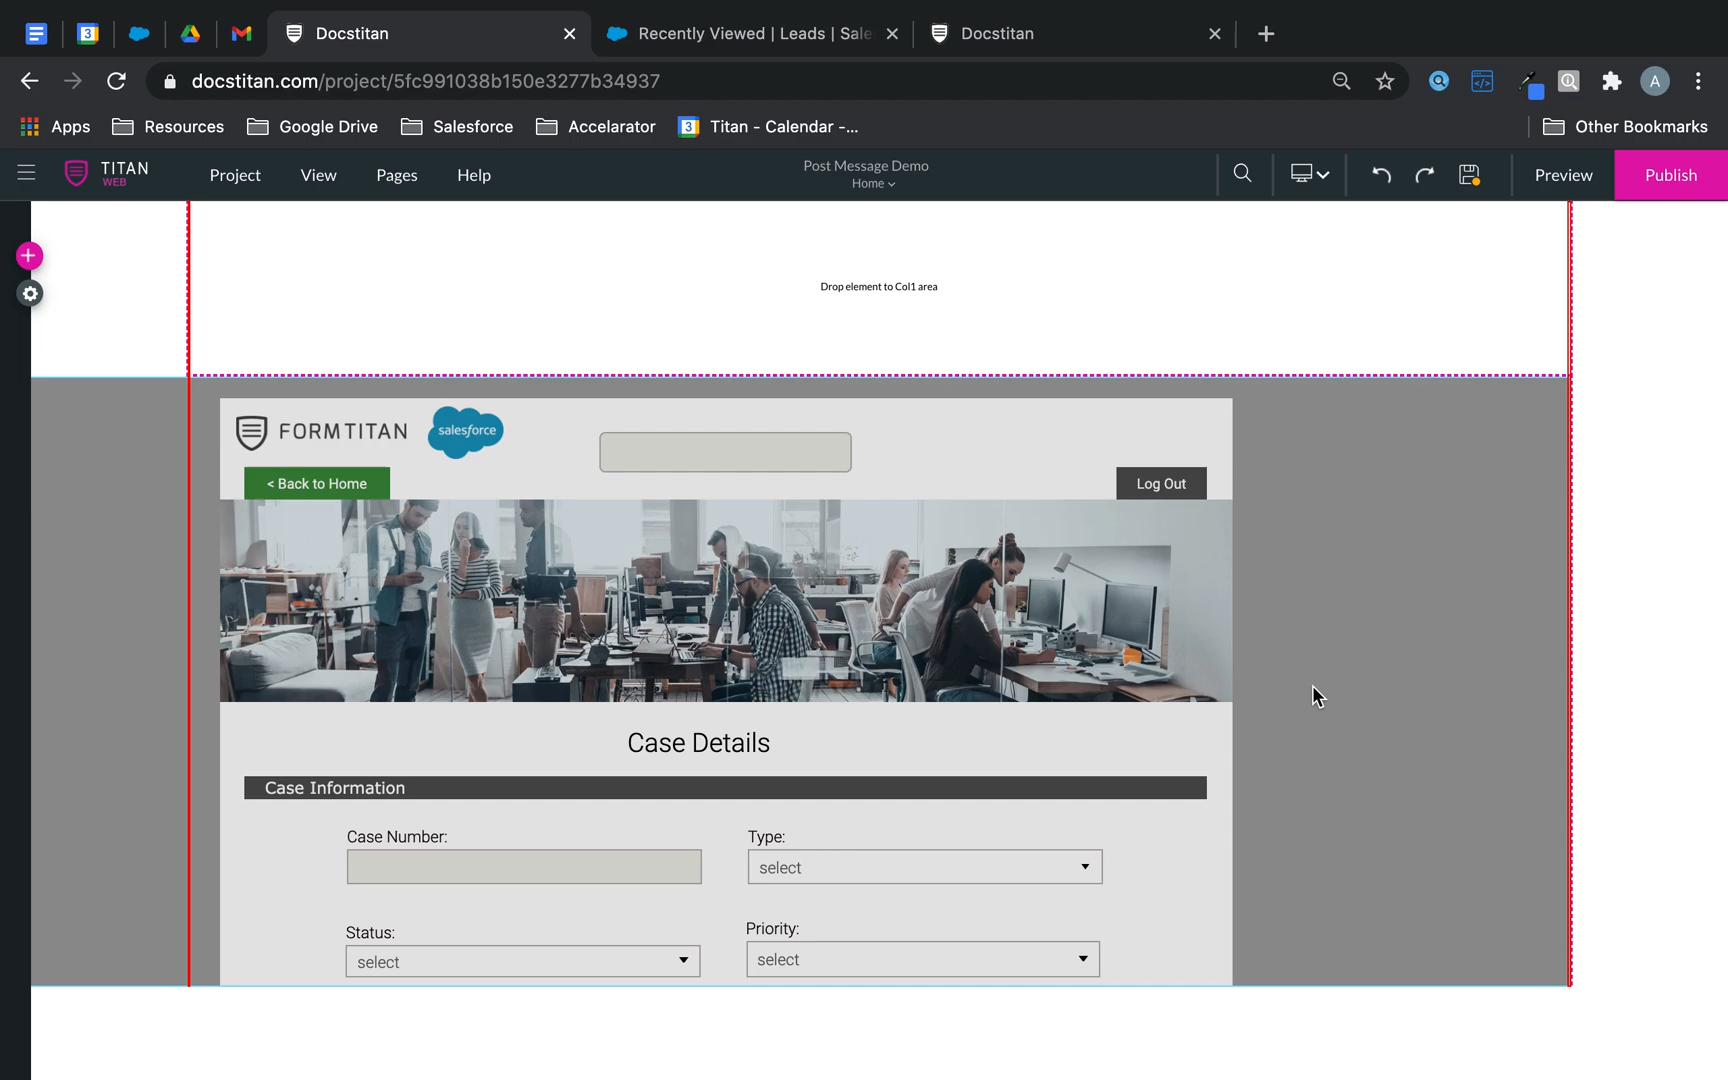 Docstitan
Recently Viewed | Leads | Sale
Docstitan
docstitan.com/project/5fc991038b150e3277b34937
A
Apps
Resources
Google Drive
Salesforce
Accelarator
3
Titan - Calendar -...
Other Bookmarks
TITAN
WEB
Project
View
Pages
Help
Post Message Demo
Home
Preview
Publish
Drop element to Col1 area
FORMTITAN
salesforce
< Back to Home
Log Out
Case Details
Case Information
Case Number:
Type:
select
Status:
Priority:
select
select